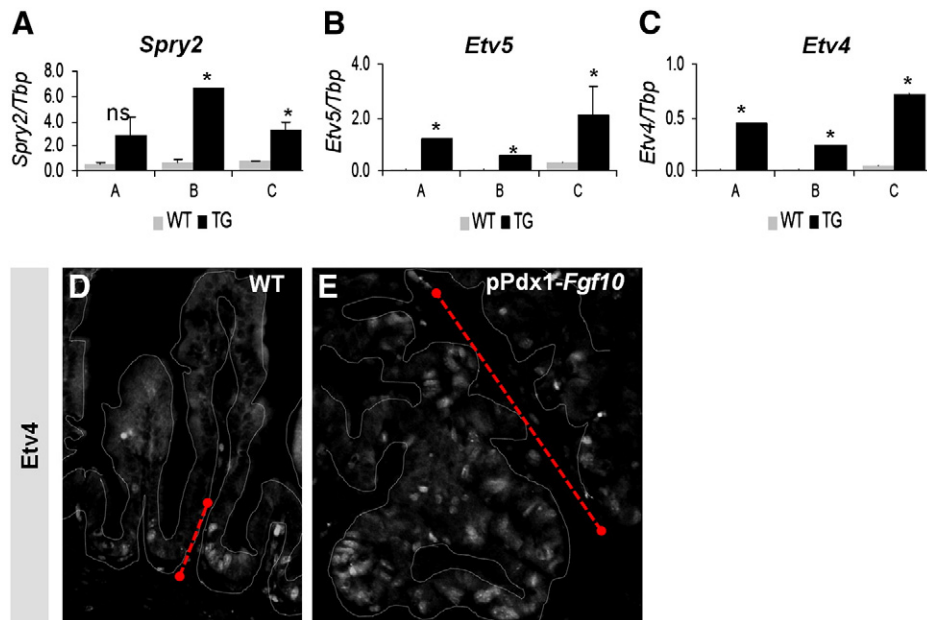 A
Spry2
Spry2/Tbp
8.0
6.0
4.0
2.0
0.0
ns
*
*
A B C
WT TG
B
Etv5
Etv5/Tbp
4.0
2.0
0.0
*
*
*
A B C
WT TG
C
Etv4
Etv4/Tbp
1.0
0.5
0.0
*
*
*
A B C
WT TG
Etv4
D WT
E pPdx1-Fgf10